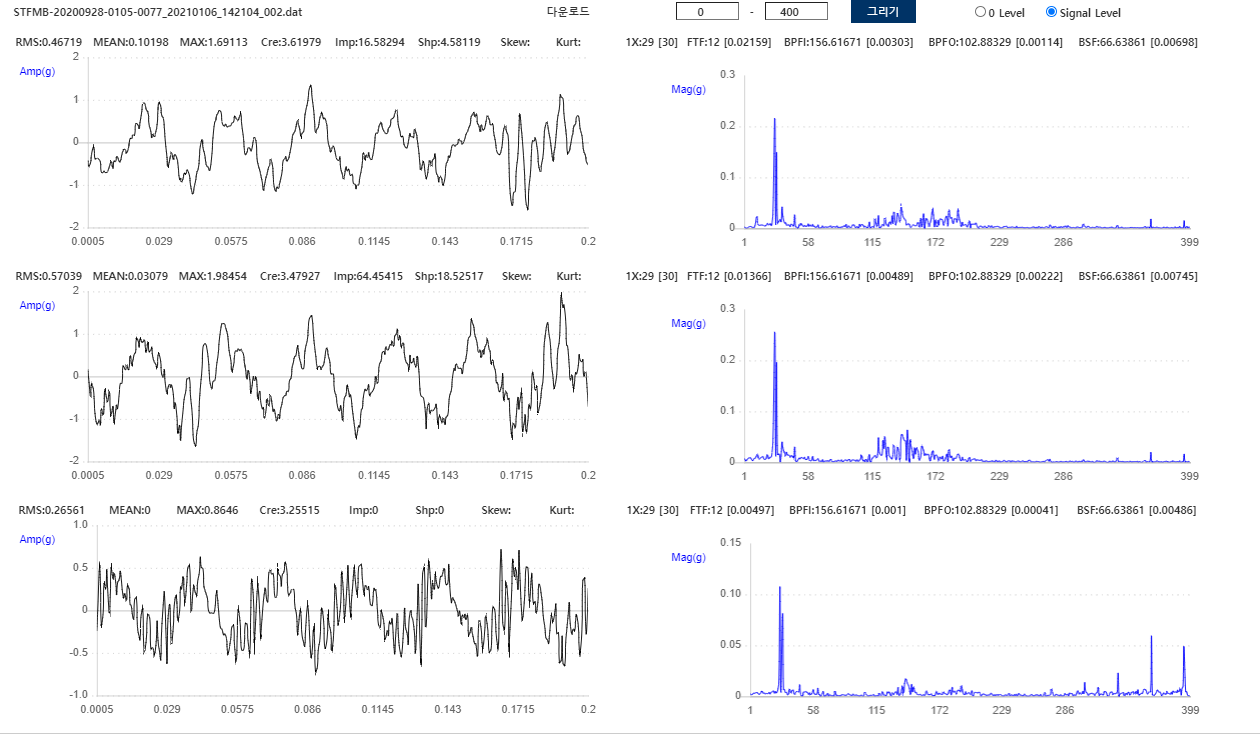 STFMB-20200928-0105-0077_20210106_142104_002.dat 다운로드 0 - 400 그리기 0 Level Signal Level
RMS:0.46719 MEAN:0.10198 MAX:1.69113 Cre:3.61979 Imp:16.58294 Shp:4.58119 Skew: Kurt:
1X:29 [30] FTF:12 [0.02159] BPFI:156.61671 [0.00303] BPFO:102.88329 [0.00114] BSF:66.63861 [0.00698]
Amp(g)
2
1
0
-1
-2
0.0005 0.029 0.0575 0.086 0.1145 0.143 0.1715 0.2
Mag(g)
0.3
0.2
0.1
0
1 58 115 172 229 286 399
RMS:0.57039 MEAN:0.03079 MAX:1.98454 Cre:3.47927 Imp:64.45415 Shp:18.52517 Skew: Kurt:
1X:29 [30] FTF:12 [0.01366] BPFI:156.61671 [0.00489] BPFO:102.88329 [0.00222] BSF:66.63861 [0.00745]
Amp(g)
2
1
0
-1
-2
0.0005 0.029 0.0575 0.086 0.1145 0.143 0.1715 0.2
Mag(g)
0.3
0.2
0.1
0
1 58 115 172 229 286 399
RMS:0.26561 MEAN:0 MAX:0.8646 Cre:3.25515 Imp:0 Shp:0 Skew: Kurt:
1X:29 [30] FTF:12 [0.00497] BPFI:156.61671 [0.001] BPFO:102.88329 [0.00041] BSF:66.63861 [0.00486]
Amp(g)
1.0
0.5
0
-0.5
-1.0
0.0005 0.029 0.0575 0.086 0.1145 0.143 0.1715 0.2
Mag(g)
0.15
0.10
0.05
0
1 58 115 172 229 286 399